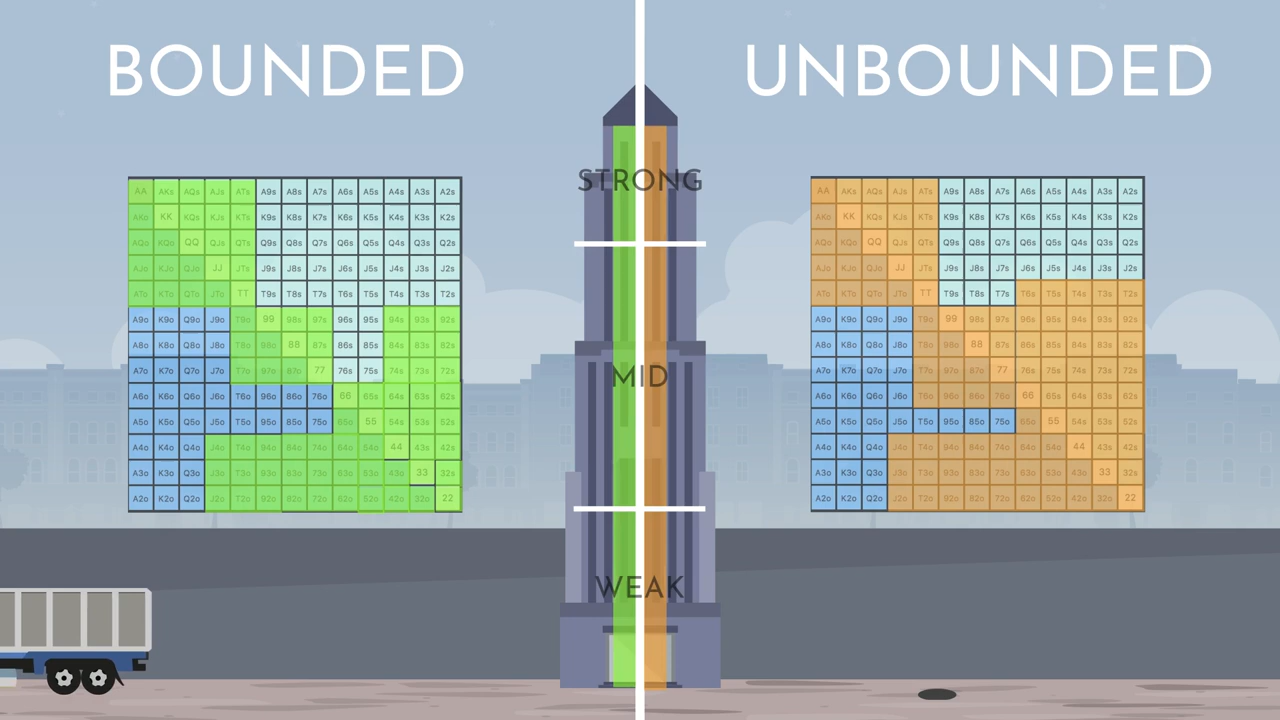 BOUNDED
UNBOUNDED
AA AKs AQs AJs ATs A9s A8s A7s A6s A5s A4s A3s A2s
AKo KK KQs KJs KTs K9s K8s K7s K6s K5s K4s K3s K2s
AQo KQo QQ QJs QTs Q9s Q8s Q7s Q6s Q5s Q4s Q3s Q2s
AJo KJo QJo JJ JTs J9s J8s J7s J6s J5s J4s J3s J2s
ATo KTo QTo JTo TT T9s T8s T7s T6s T5s T4s T3s T2s
A9o K9o Q9o J9o T9o 99 98s 97s 96s 95s 94s 93s 92s
A8o K8o Q8o J8o T8o 98o 88 87s 86s 85s 84s 83s 82s
A7o K7o Q7o J7o T7o 97o 87o 77 76s 75s 74s 73s 72s
A6o K6o Q6o J6o T6o 96o 86o 76o 66 65s 64s 63s 62s
A5o K5o Q5o J5o T5o 95o 85o 75o 65o 55 54s 53s 52s
A4o K4o Q4o J4o T4o 94o 84o 74o 64o 54o 44 43s 42s
A3o K3o Q3o J3o T3o 93o 83o 73o 63o 53o 43o 33 32s
A2o K2o Q2o J2o T2o 92o 82o 72o 62o 52o 42o 32o 22
STRONG
MID
WEAK
AA AKs AQs AJs ATs A9s A8s A7s A6s A5s A4s A3s A2s
AKo KK KQs KJs KTs K9s K8s K7s K6s K5s K4s K3s K2s
AQo KQo QQ QJs QTs Q9s Q8s Q7s Q6s Q5s Q4s Q3s Q2s
AJo KJo QJo JJ JTs J9s J8s J7s J6s J5s J4s J3s J2s
ATo KTo QTo JTo TT T9s T8s T7s T6s T5s T4s T3s T2s
A9o K9o Q9o J9o T9o 99 98s 97s 96s 95s 94s 93s 92s
A8o K8o Q8o J8o T8o 98o 88 87s 86s 85s 84s 83s 82s
A7o K7o Q7o J7o T7o 97o 87o 77 76s 75s 74s 73s 72s
A6o K6o Q6o J6o T6o 96o 86o 76o 66 65s 64s 63s 62s
A5o K5o Q5o J5o T5o 95o 85o 75o 65o 55 54s 53s 52s
A4o K4o Q4o J4o T4o 94o 84o 74o 64o 54o 44 43s 42s
A3o K3o Q3o J3o T3o 93o 83o 73o 63o 53o 43o 33 32s
A2o K2o Q2o J2o T2o 92o 82o 72o 62o 52o 42o 32o 22